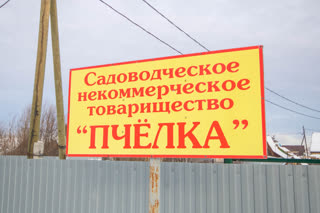 Садоводческое
некоммерческое
товарищество
“ПЧЁЛКА”